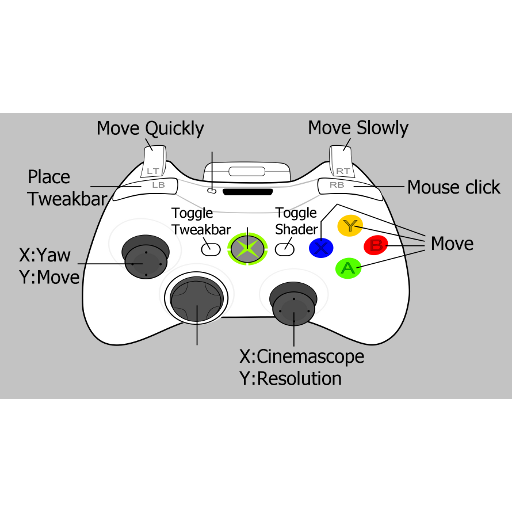 Move Quickly
Move Slowly
LT
RT
Place
Tweakbar
LB
RB
Mouse click
Toggle
Tweakbar
Toggle
Shader
Y
X
B
A
Move
X:Yaw
Y:Move
X:Cinemascope
Y:Resolution